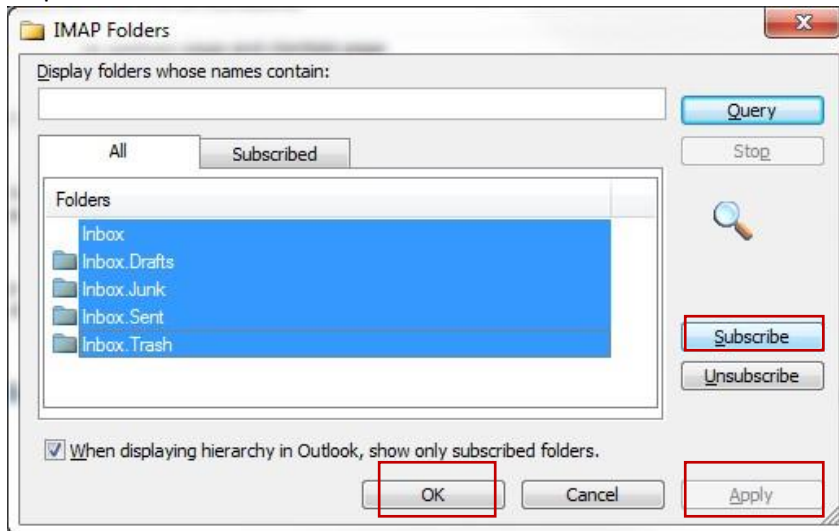 IMAP Folders
X
Display folders whose names contain:
Query
All
Subscribed
Stop
Folders
Inbox
Inbox.Drafts
Inbox.Junk
Inbox.Sent
Inbox.Trash
Subscribe
Unsubscribe
When displaying hierarchy in Outlook, show only subscribed folders.
OK
Cancel
Apply